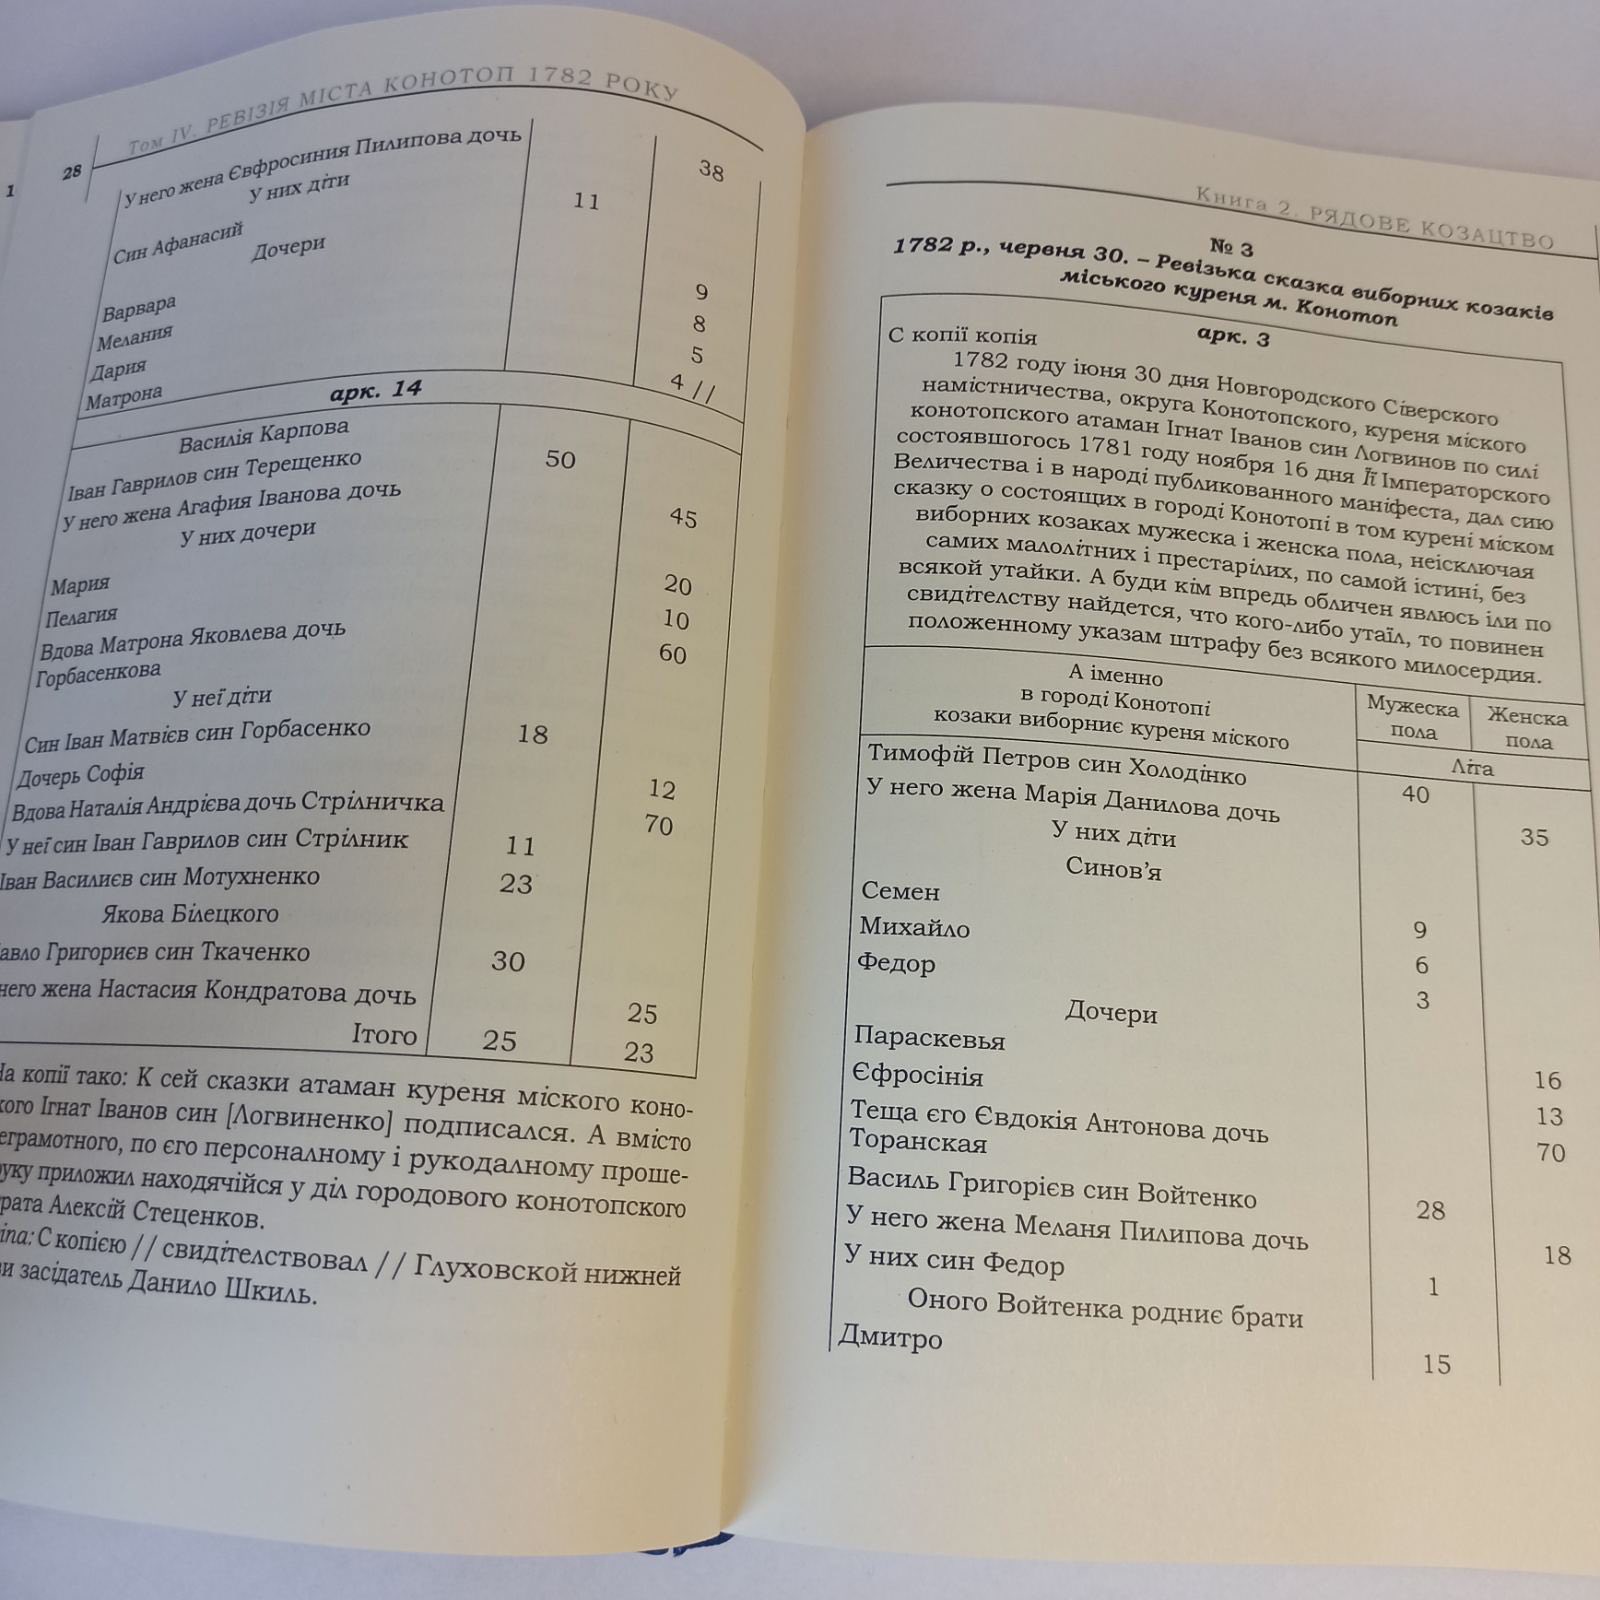 28
Том IV. РЕВІЗІЯ МІСТА КОНОТОП 1782 РОКУ
У него жена Євфросиния Пилипова дочь 38
У них діти
Син Афанасий 11
Дочери
Варвара 9
Мелания 8
Дария 5
Матрона 4 //
арк. 14
Василія Карпова
Іван Гаврилов син Терещенко 50
У него жена Агафия Іванова дочь 45
У них дочери
Мария 20
Пелагия 10
Вдова Матрона Яковлева дочь 60
Горбасенкова
У неї діти
Син Іван Матвієв син Горбасенко 18
Дочерь Софія 12
Вдова Наталія Андрієва дочь Стрілничка 70
У неї син Іван Гаврилов син Стрілник 11
Іван Василиєв син Мотухненко 23
Якова Білецкого
авло Григориєв син Ткаченко 30
него жена Настасия Кондратова дочь 25
Ітого 25 23
На копії тако: К сей сказки атаман куреня міского коно-
кого Ігнат Іванов син [Логвиненко] подписался. А вмісто
еграмотного, по єго персоналному і рукодалному проше-
руку приложил находячійся у діл городового конотопского
трата Алексій Стеценков.
С копією // свидітелствовал // Глуховской нижней
засідатель Данило Шкиль.
Книга 2. РЯДОВЕ КОЗАЦТВО
№ 3
1782 р., червня 30. – Ревізька сказка виборних козаків
міського куреня м. Конотоп
арк. 3
С копії копія
1782 году іюня 30 дня Новгородского Сіверского
намістничества, округа Конотопского, куреня міского
конотопского атаман Ігнат Іванов син Логвинов по силі
состоявшогось 1781 году ноября 16 дня Її Імператорского
Величества і в народі публикованного маніфеста, дал сию
сказку о состоящих в городі Конотопі в том курені міском
виборних козаках мужеска і женска пола, неісключая
самих малолітних і престарілих, по самой істині, без
всякой утайки. А буди кім впредь обличен явлюсь іли по
свидітелству найдется, что кого-либо утаїл, то повинен
положенному указам штрафу без всякого милосердия.
А іменно
в городі Конотопі
козаки виборниє куреня міского
Мужеска
пола
Женска
пола
Літа
Тимофій Петров син Холодінко 40
У него жена Марія Данилова дочь 35
У них діти
Синов’я
Семен 9
Михайло 6
Федор 3
Дочери
Параскевья 16
Єфросінія 13
Теща єго Євдокія Антонова дочь 70
Торанская
Василь Григорієв син Войтенко 28
У него жена Меланя Пилипова дочь 18
У них син Федор 1
Оного Войтенка родниє брати
Дмитро 15